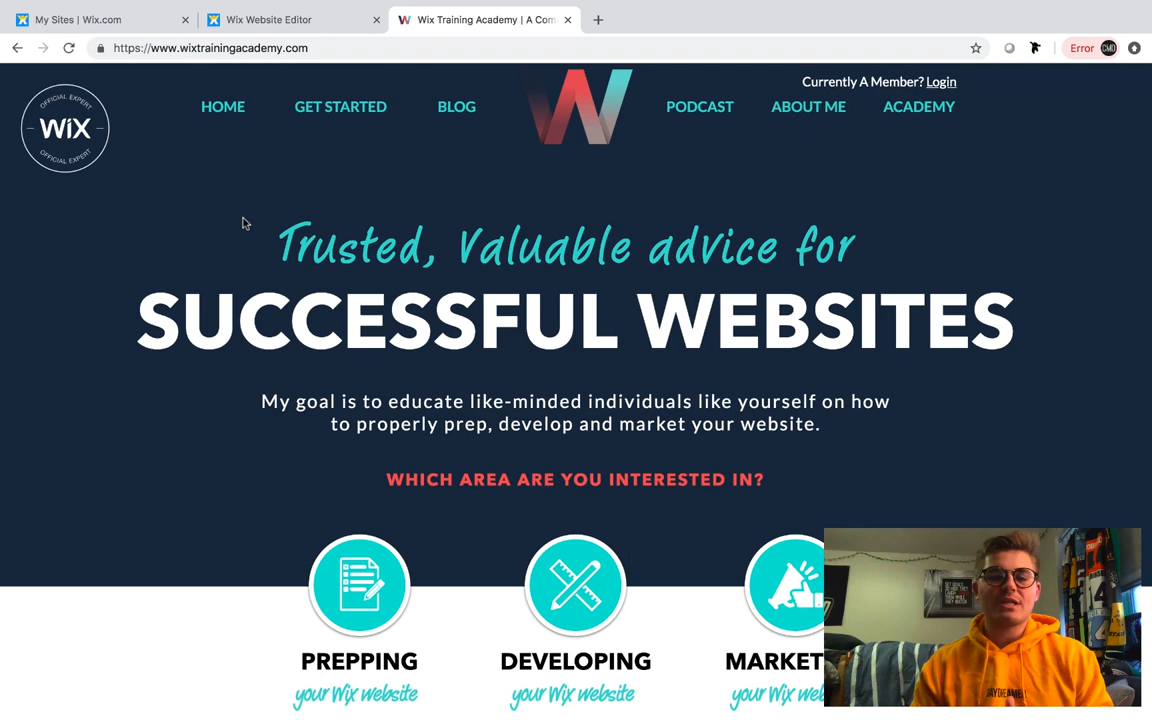 My Sites | Wix.com
Wix Website Editor
Wix Training Academy | A Com
https://www.wixtrainingacademy.com
Error
CMD
OFFICIAL EXPERT
WiX
OFFICIAL EXPERT
Currently A Member? Login
HOME
GET STARTED
BLOG
PODCAST
ABOUT ME
ACADEMY
Trusted, Valuable advice for
SUCCESSFUL WEBSITES
My goal is to educate like-minded individuals like yourself on how
to properly prep, develop and market your website.
WHICH AREA ARE YOU INTERESTED IN?
PREPPING
your Wix website
DEVELOPING
your Wix website
MARKET
your Wix